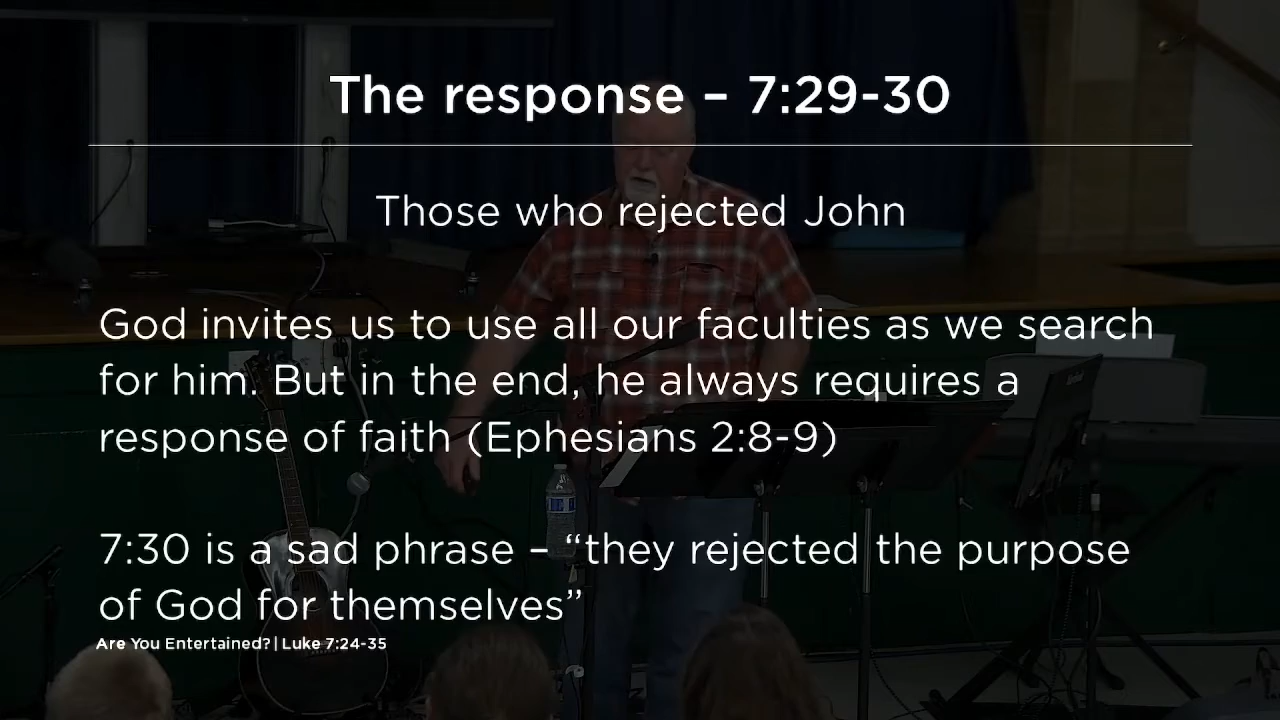 The response – 7:29-30
Those who rejected John
God invites us to use all our faculties as we search
for him. But in the end, he always requires a
response of faith (Ephesians 2:8-9)
7:30 is a sad phrase – “they rejected the purpose
of God for themselves”
Are You Entertained? | Luke 7:24-35